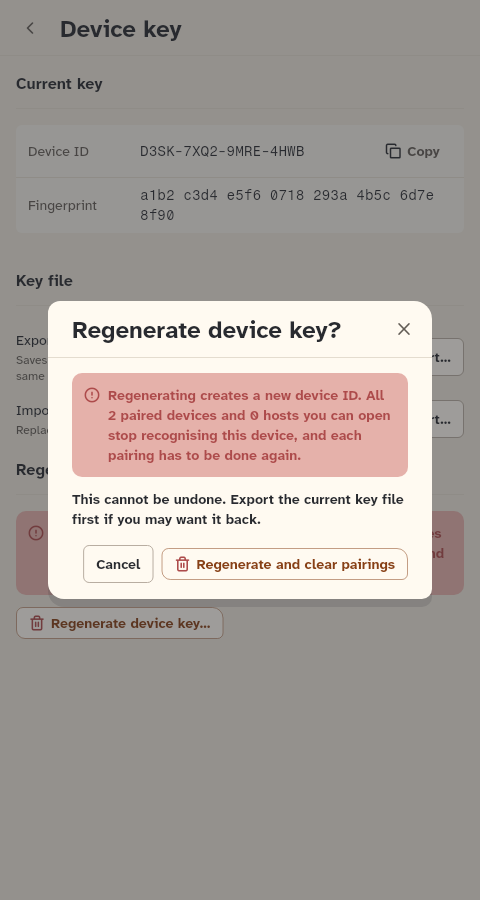 Device key
Current key
Device ID
D3SK-7XQ2-9MRE-4HWB
Copy
Fingerprint
a1b2 c3d4 e5f6 0718 293a 4b5c 6d7e
8f90
Key file
Regenerate device key?
Regenerating creates a new device ID. All
2 paired devices and 0 hosts you can open
stop recognising this device, and each
pairing has to be done again.
This cannot be undone. Export the current key file
first if you may want it back.
Cancel
Regenerate and clear pairings
Saves
same
Regenerate device key...